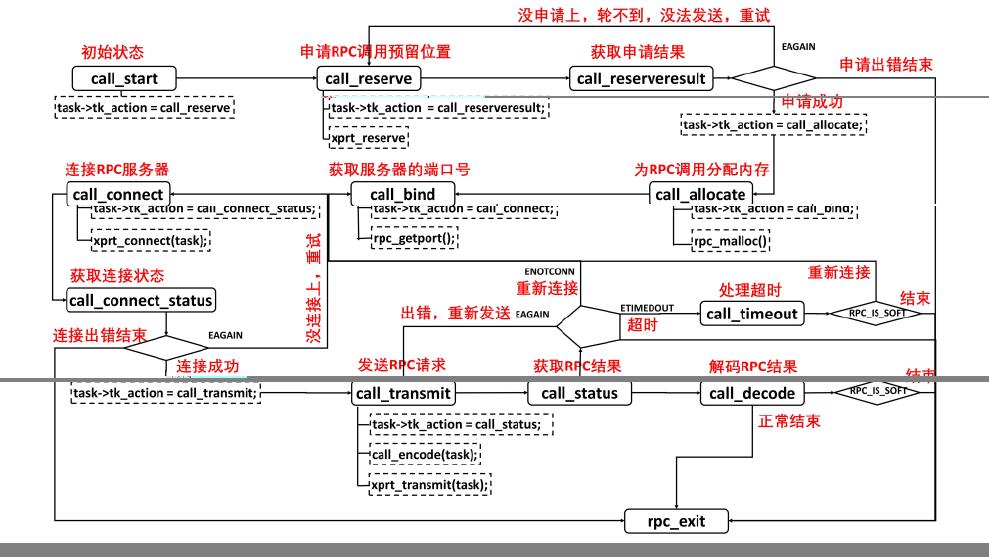 没申请上，轮不到，没法发送，重试
EAGAIN
初始状态
申请RPC调用预留位置
获取申请结果
申请出错结束
call_start
call_reserve
call_reserveresult
申请成功
task->tk_action = call_reserve
task->tk_action = call_reserveresult;
xprt_reserve
task->tk_action = call_allocate;
连接RPC服务器
获取服务器的端口号
为RPC调用分配内存
call_connect
call_bind
call_allocate
task->tk_action = call_connect_status;
task->tk_action = call_connect;
task->tk_action = call_bind;
xprt_connect(task);
rpc_getport();
rpc_malloc()
没连接上，重试
获取连接状态
ENOTCONN
重新连接
重新连接
call_connect_status
出错，重新发送
EAGAIN
ETIMEDOUT
超时
处理超时
call_timeout
结束
RPC_IS_SOFT
连接出错结束
EAGAIN
连接成功
发送RPC请求
获取RPC结果
解码RPC结果
结束
task->tk_action = call_transmit;
call_transmit
call_status
call_decode
RPC_IS_SOFT
task->tk_action = call_status;
call_encode(task);
xprt_transmit(task);
正常结束
rpc_exit